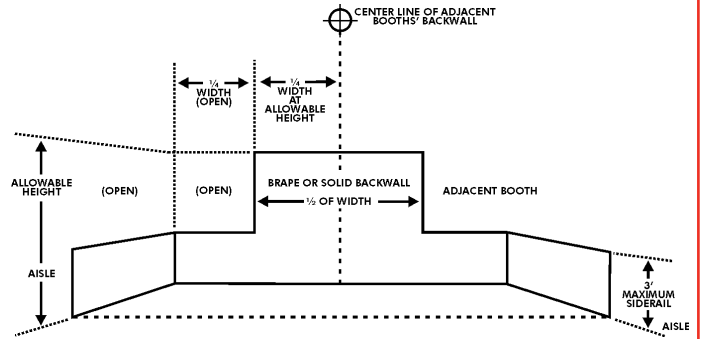 CENTER LINE OF ADJACENT
BOOTHS' BACKWALL
¼
WIDTH
(OPEN)
¼
WIDTH
AT
ALLOWABLE
HEIGHT
ALLOWABLE
HEIGHT
(OPEN)
(OPEN)
BRAPE OR SOLID BACKWALL
½ OF WIDTH
ADJACENT BOOTH
AISLE
3'
MAXIMUM
SIDERAIL
AISLE